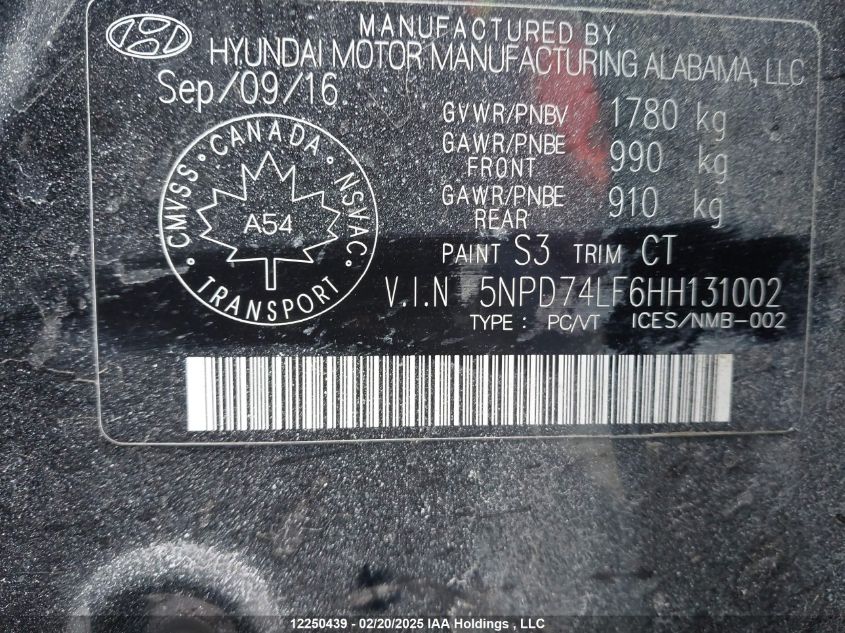 MANUFACTURED BY
HYUNDAI MOTOR MANUFACTURING ALABAMA, LLC
Sep/09/16
GVWR/PNBV 1780 kg
GAWR/PNBE FRONT 990 kg
GAWR/PNBE REAR 910 kg
CMVSS · CANADA · NSVAC ·
A54
TRANSPORT
PAINT S3 TRIM CT
V.I.N 5NPD74LF6HH131002
TYPE : PC/VT ICES/NMB-002
12250439 - 02/20/2025 IAA Holdings , LLC